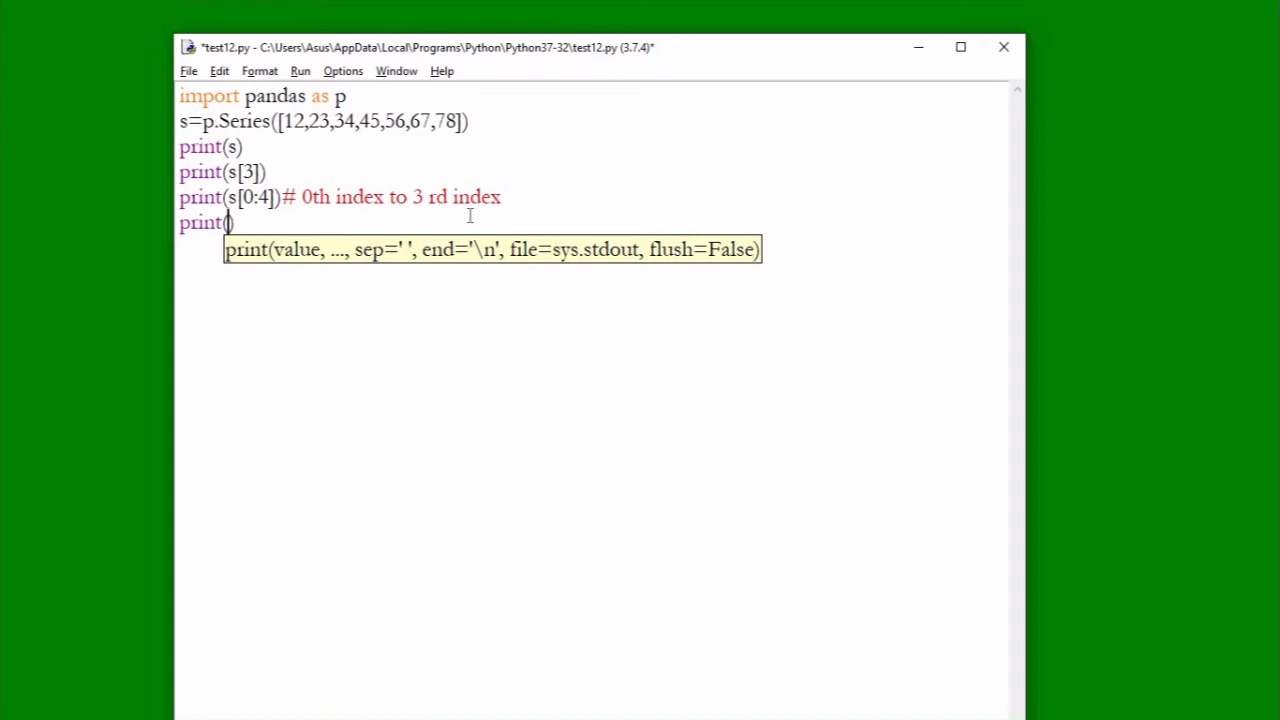 *test12.py - C:\Users\Asus\AppData\Local\Programs\Python\Python37-32\test12.py (3.7.4)*
File Edit Format Run Options Window Help
import pandas as p
s=p.Series([12,23,34,45,56,67,78])
print(s)
print(s[3])
print(s[0:4])# 0th index to 3 rd index
print()
print(value, ..., sep=' ', end='\n', file=sys.stdout, flush=False)